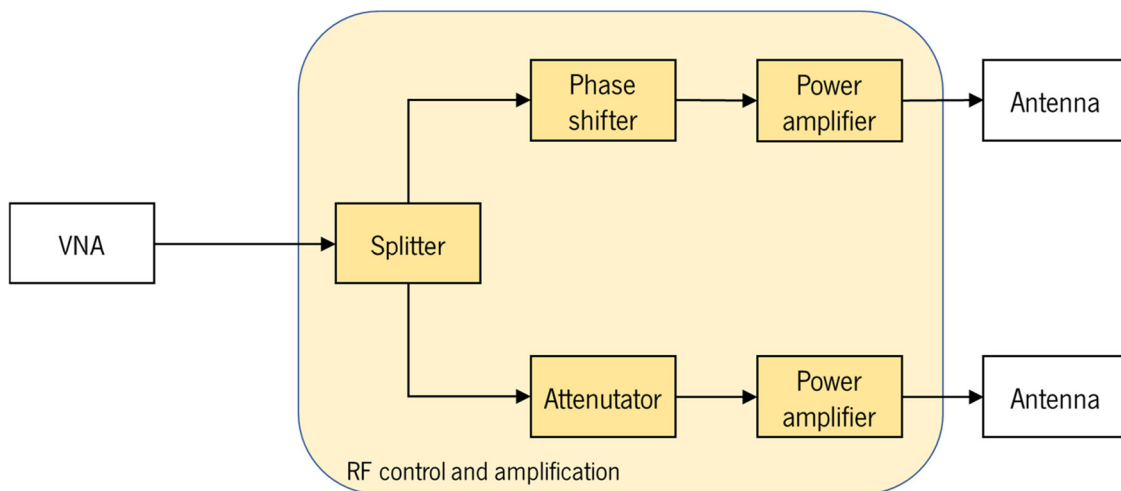 Phase
shifter
Power
amplifier
Antenna
VNA
Splitter
Attenutator
Power
amplifier
Antenna
RF control and amplification